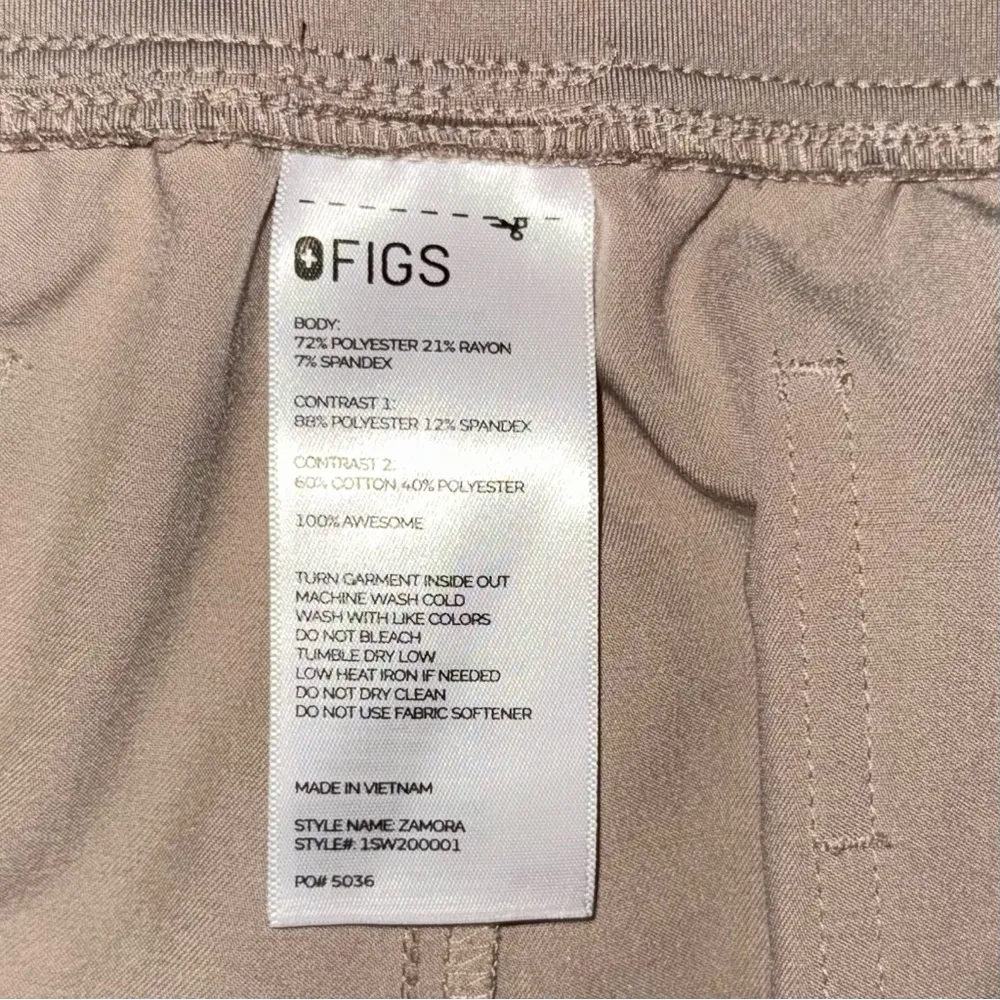 FIGS
BODY:
72% POLYESTER 21% RAYON
7% SPANDEX
CONTRAST 1:
88% POLYESTER 12% SPANDEX
CONTRAST 2:
60% COTTON 40% POLYESTER
100% AWESOME
TURN GARMENT INSIDE OUT
MACHINE WASH COLD
WASH WITH LIKE COLORS
DO NOT BLEACH
TUMBLE DRY LOW
LOW HEAT IRON IF NEEDED
DO NOT DRY CLEAN
DO NOT USE FABRIC SOFTENER
MADE IN VIETNAM
STYLE NAME: ZAMORA
STYLE#: 1SW200001
PO# 5036